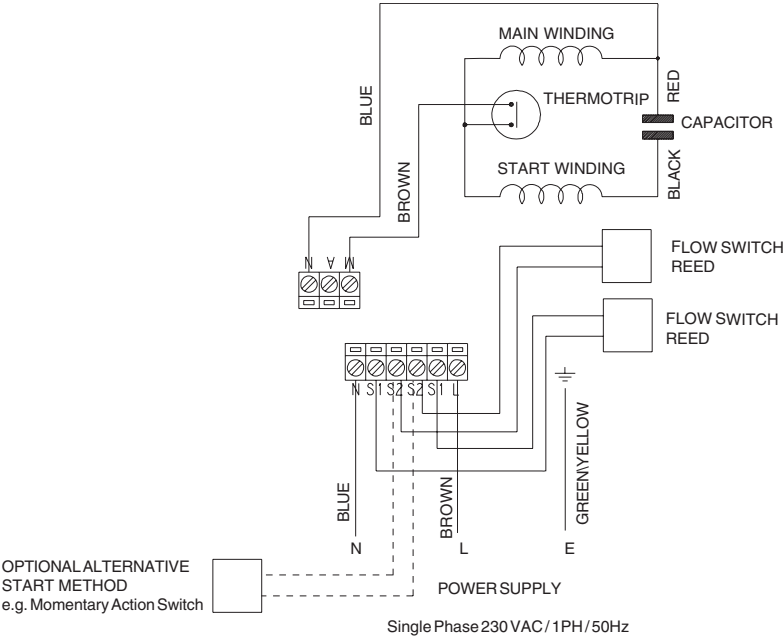 MAIN WINDING
THERMOTRIP
RED
CAPACITOR
BLUE
BLACK
START WINDING
BROWN
N A M
FLOW SWITCH
REED
FLOW SWITCH
REED
N S1 S2 S2 S1 L
BLUE
BROWN
GREEN\YELLOW
N L E
OPTIONAL ALTERNATIVE
START METHOD
e.g. Momentary Action Switch
POWER SUPPLY
Single Phase 230 VAC / 1PH / 50Hz